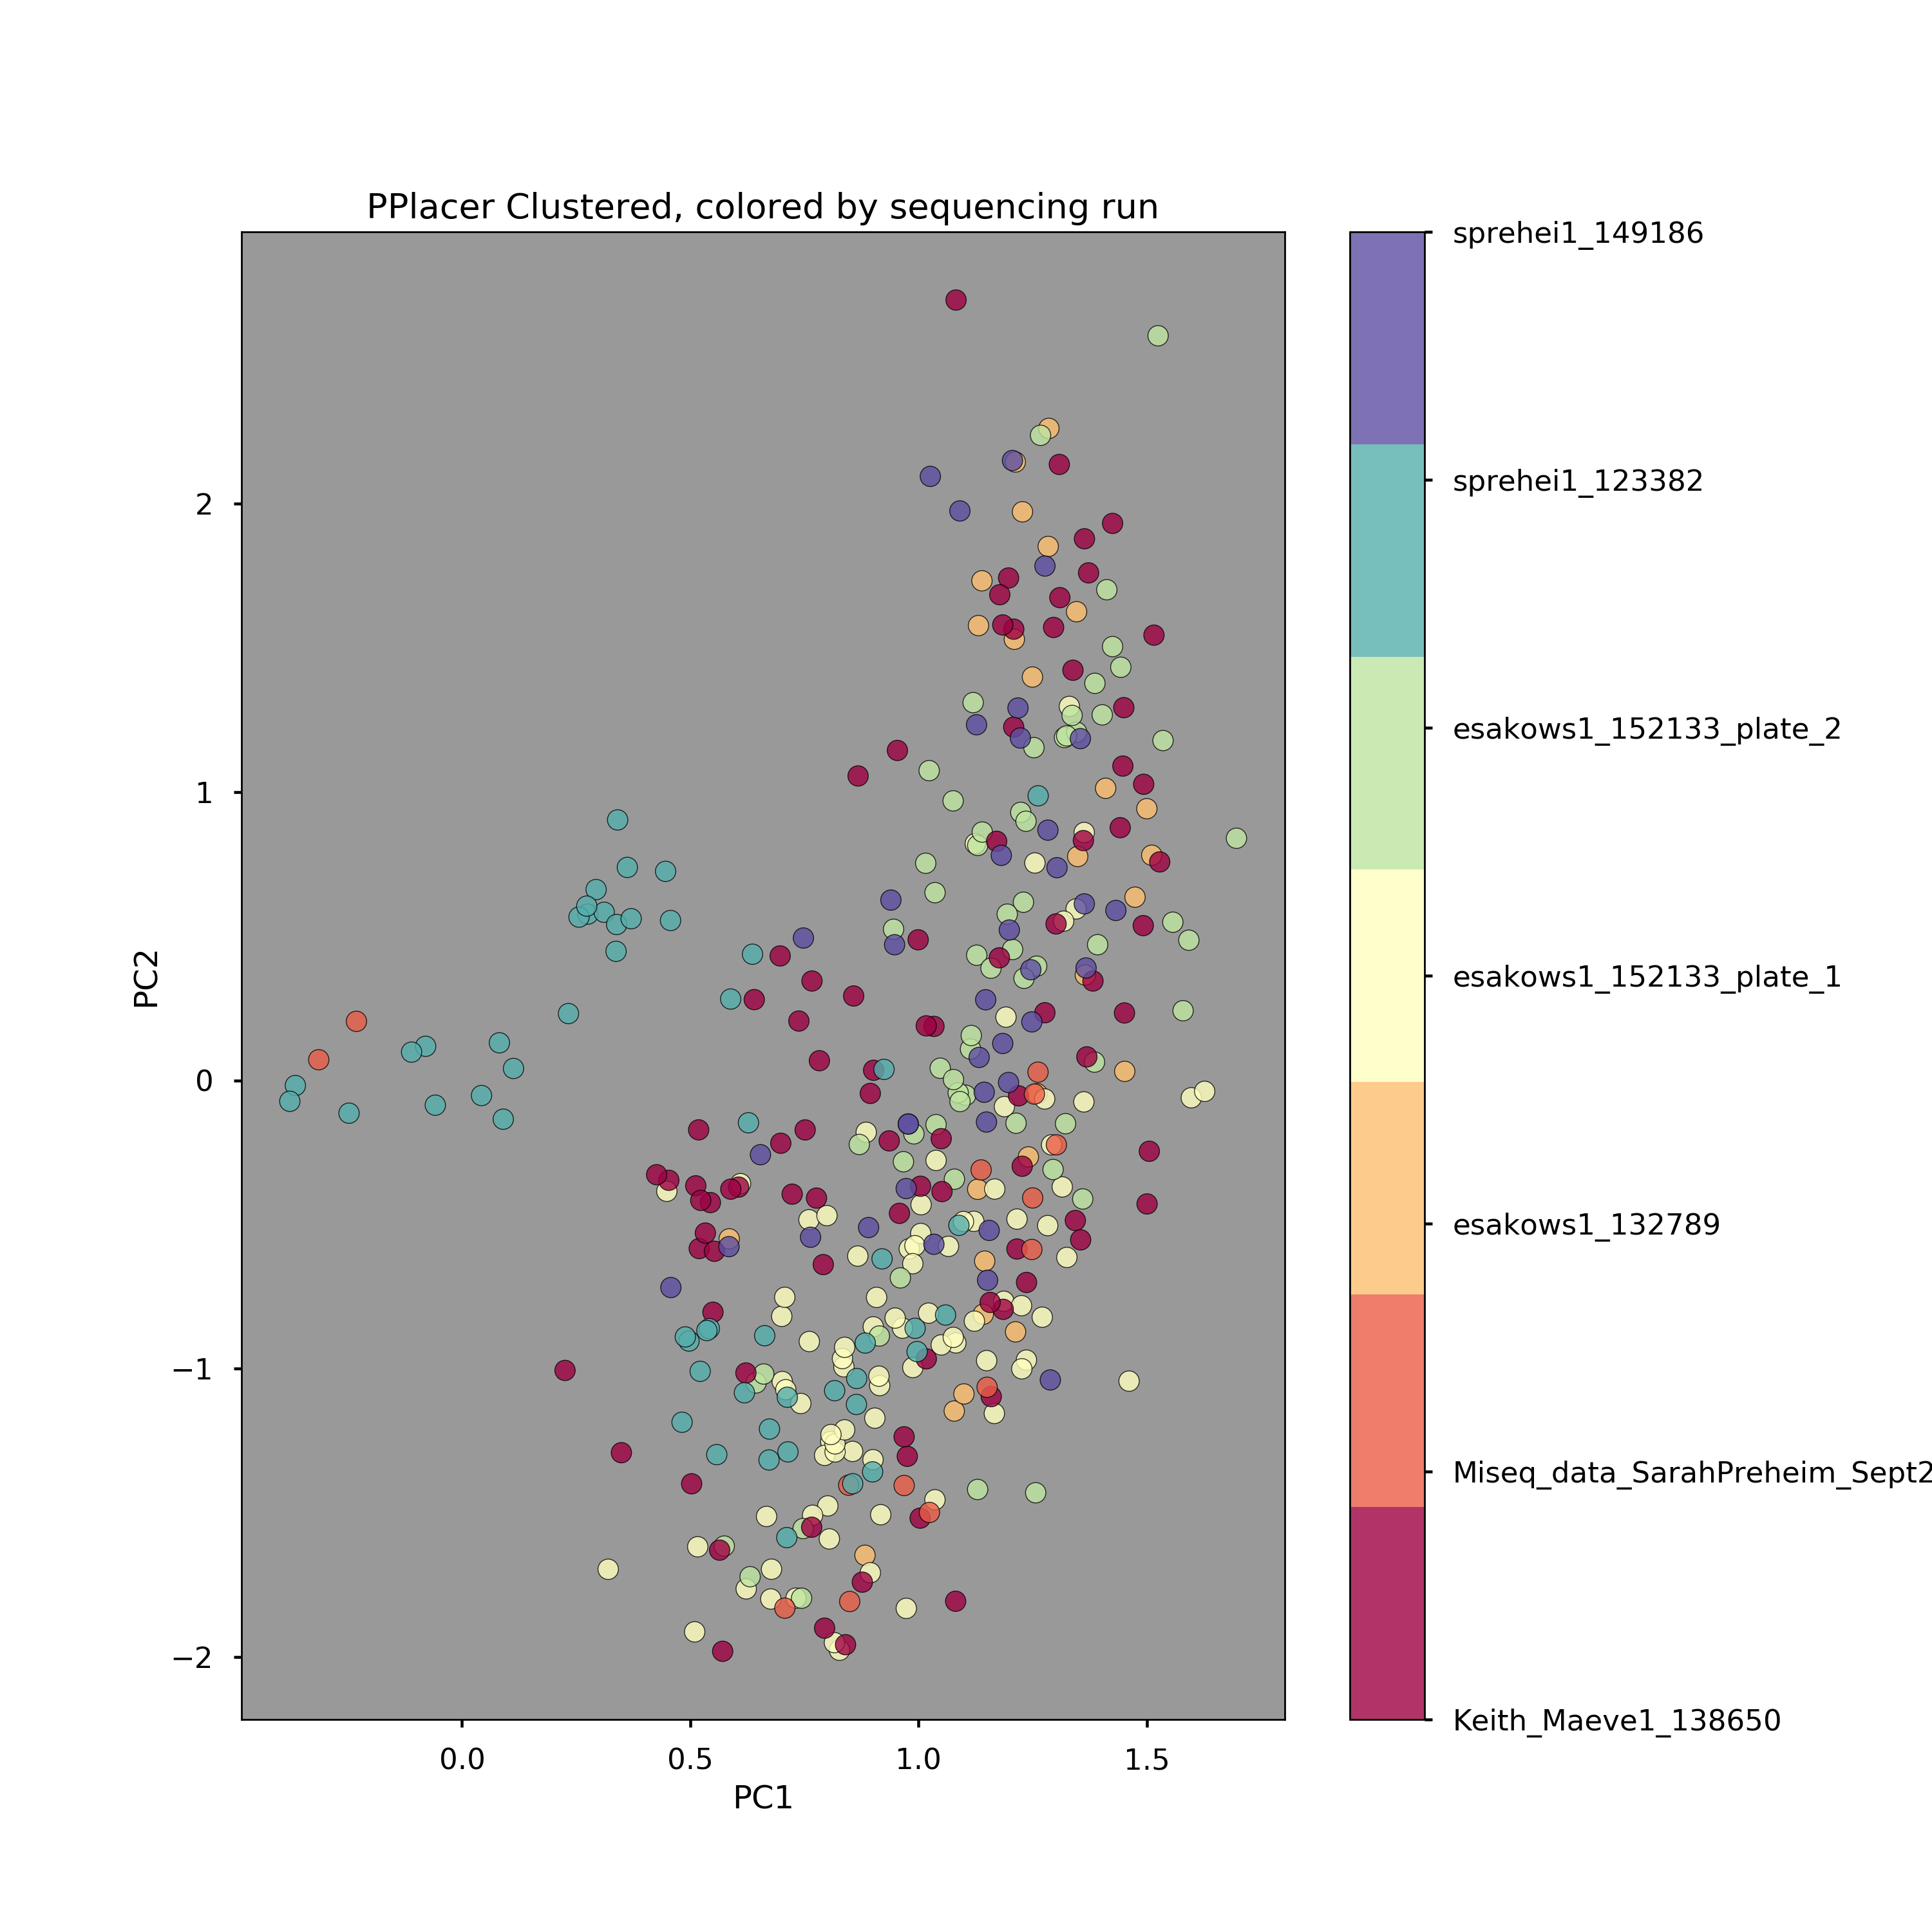 PPlacer Clustered, colored by sequencing run
PC2
2
1
0
−1
−2
0.0
0.5
1.0
1.5
PC1
sprehei1_149186
sprehei1_123382
esakows1_152133_plate_2
esakows1_152133_plate_1
esakows1_132789
Miseq_data_SarahPreheim_Sept2
Keith_Maeve1_138650